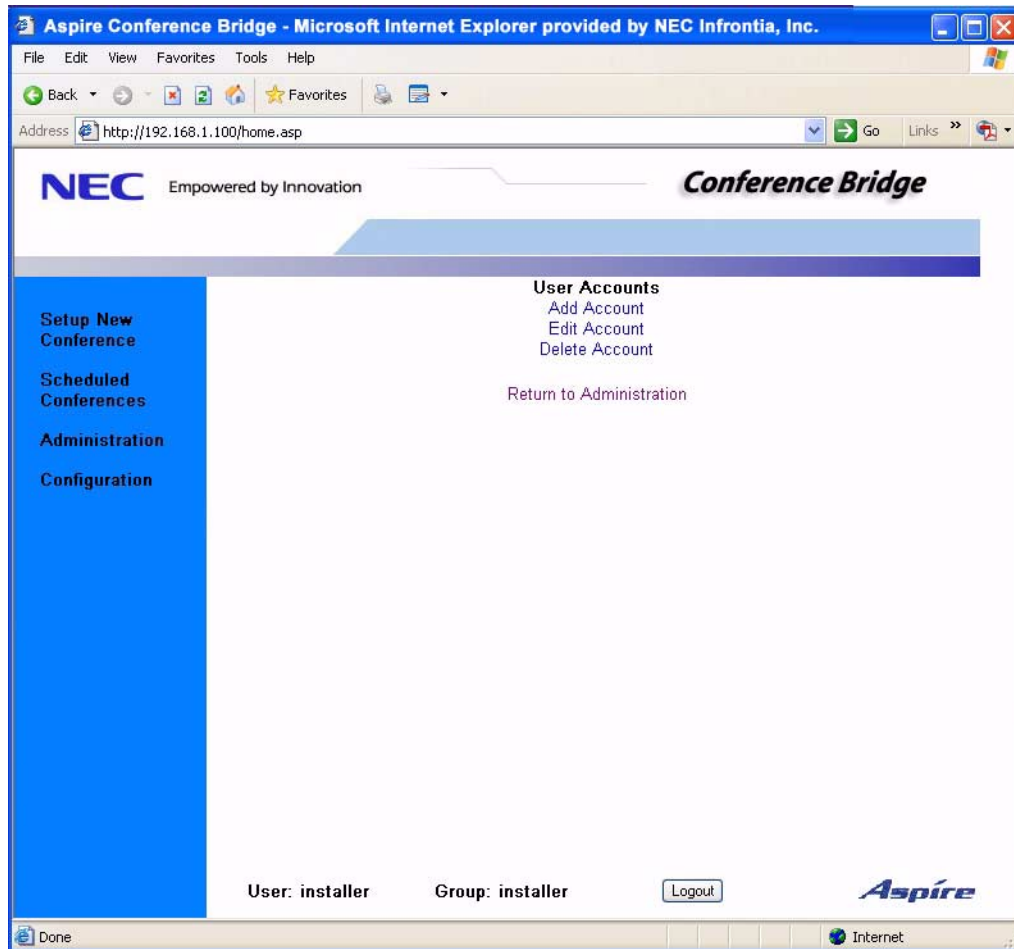 Aspire Conference Bridge - Microsoft Internet Explorer provided by NEC Infrontia, Inc.
File Edit View Favorites Tools Help
Back Favorites
Address http://192.168.1.100/home.asp Go Links »
NEC Empowered by Innovation Conference Bridge
User Accounts
Add Account
Edit Account
Delete Account
Return to Administration
Setup New
Conference
Scheduled
Conferences
Administration
Configuration
User: installer Group: installer Logout Aspire
Done Internet